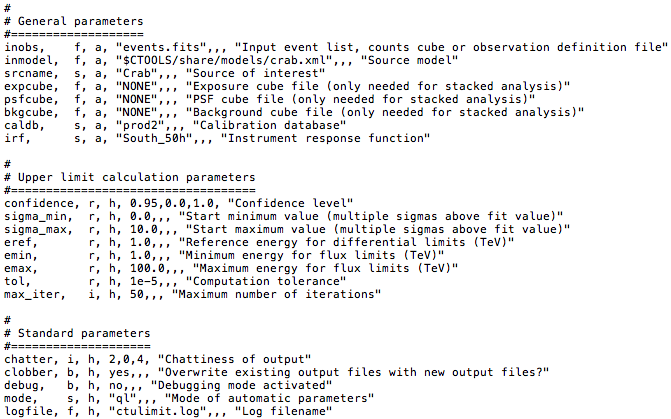 #
# General parameters
#===================
inobs,    f, a, "events.fits",,, "Input event list, counts cube or observation definition file"
inmodel,  f, a, "$CTOOLS/share/models/crab.xml",,, "Source model"
srcname,  s, a, "Crab",,, "Source of interest"
expcube,  f, a, "NONE",,, "Exposure cube file (only needed for stacked analysis)"
psfcube,  f, a, "NONE",,, "PSF cube file (only needed for stacked analysis)"
bkgcube,  f, a, "NONE",,, "Background cube file (only needed for stacked analysis)"
caldb,    s, a, "prod2",,, "Calibration database"
irf,      s, a, "South_50h",,, "Instrument response function"

#
# Upper limit calculation parameters
#===================================
confidence, r, h, 0.95,0.0,1.0, "Confidence level"
sigma_min,  r, h, 0.0,,, "Start minimum value (multiple sigmas above fit value)"
sigma_max,  r, h, 10.0,,, "Start maximum value (multiple sigmas above fit value)"
eref,       r, h, 1.0,,, "Reference energy for differential limits (TeV)"
emin,       r, h, 1.0,,, "Minimum energy for flux limits (TeV)"
emax,       r, h, 100.0,,, "Maximum energy for flux limits (TeV)"
tol,        r, h, 1e-5,,, "Computation tolerance"
max_iter,   i, h, 50,,, "Maximum number of iterations"

#
# Standard parameters
#====================
chatter, i, h, 2,0,4, "Chattiness of output"
clobber, b, h, yes,,, "Overwrite existing output files with new output files?"
debug,   b, h, no,,, "Debugging mode activated"
mode,    s, h, "ql",,, "Mode of automatic parameters"
logfile, f, h, "ctulimit.log",,, "Log filename"